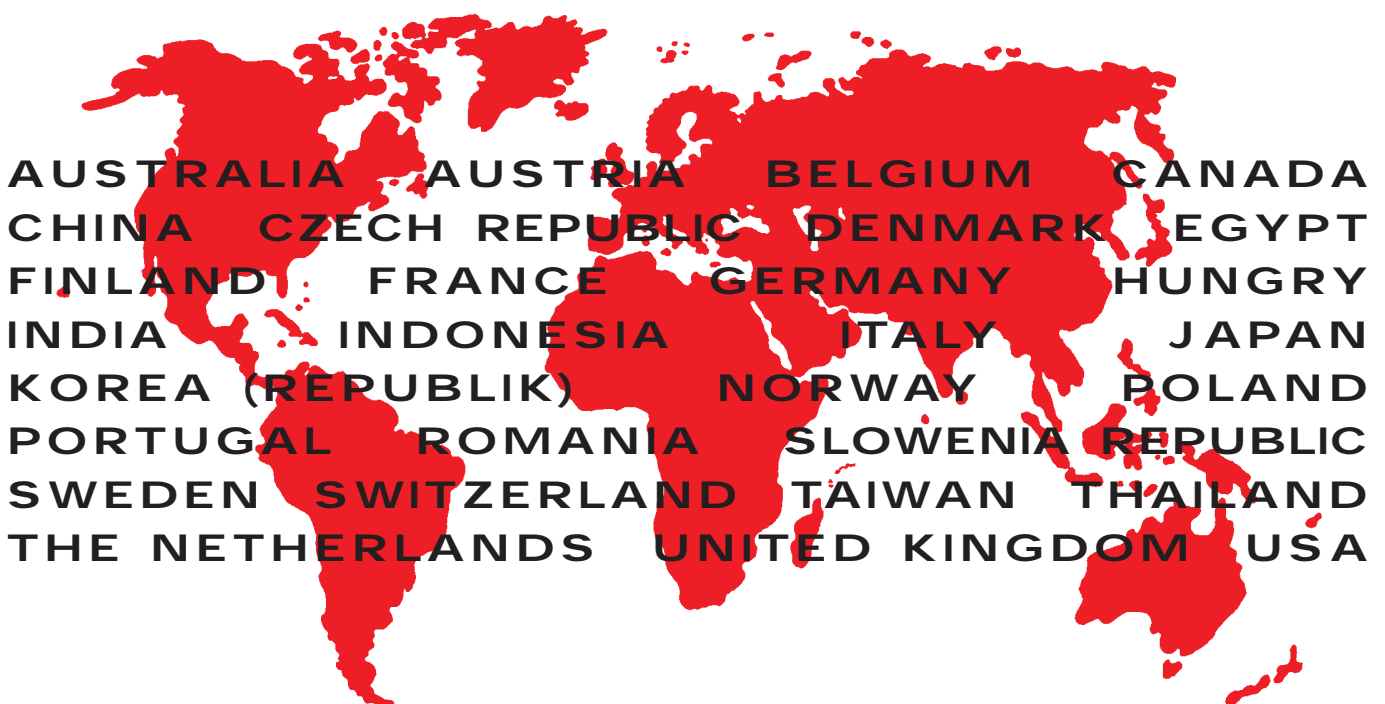 AUSTRALIA AUSTRIA BELGIUM CANADA
CHINA CZECH REPUBLIC DENMARK EGYPT
FINLAND FRANCE GERMANY HUNGRY
INDIA INDONESIA ITALY JAPAN
KOREA (REPUBLIK) NORWAY POLAND
PORTUGAL ROMANIA SLOWENIA REPUBLIC
SWEDEN SWITZERLAND TAIWAN THAILAND
THE NETHERLANDS UNITED KINGDOM USA